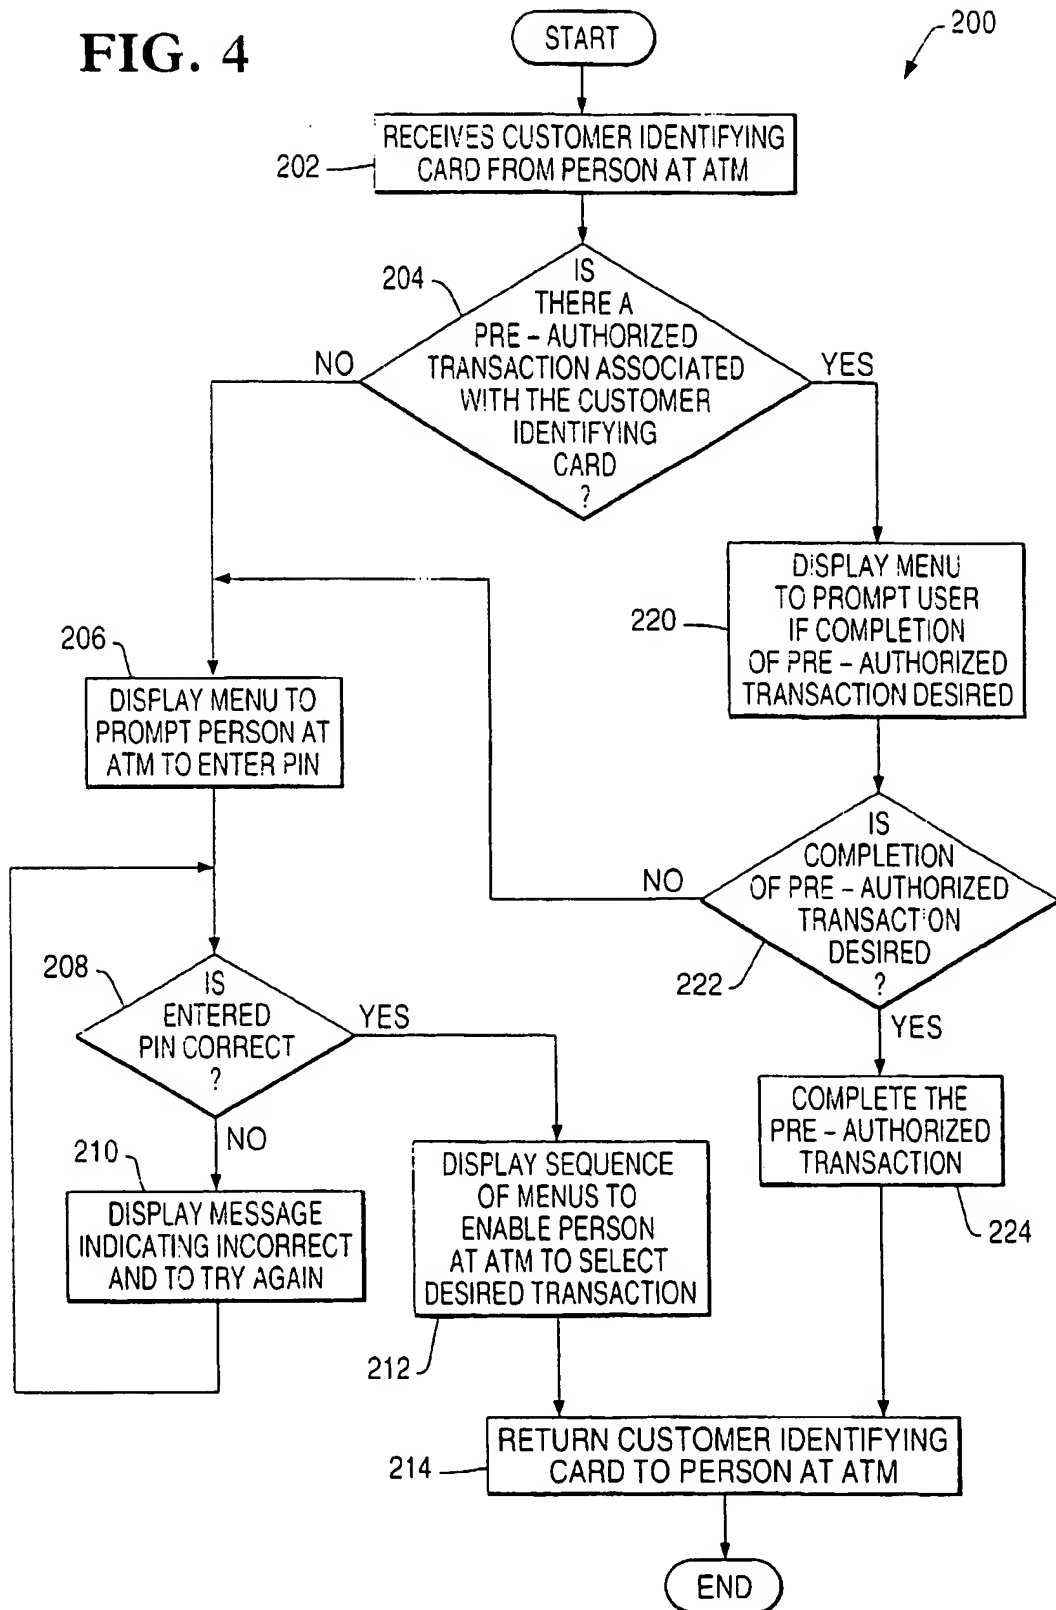 FIG. 4
START
200
RECEIVES CUSTOMER IDENTIFYING
CARD FROM PERSON AT ATM
202
204
IS
THERE A
PRE - AUTHORIZED
TRANSACTION ASSOCIATED
WITH THE CUSTOMER
IDENTIFYING
CARD
?
NO
YES
DISPLAY MENU
TO PROMPT USER
IF COMPLETION
OF PRE - AUTHORIZED
TRANSACTION DESIRED
220
206
DISPLAY MENU TO
PROMPT PERSON AT
ATM TO ENTER PIN
IS
COMPLETION
OF PRE - AUTHORIZED
TRANSACTION
DESIRED
?
NO
222
YES
208
IS
ENTERED
PIN CORRECT
?
YES
NO
COMPLETE THE
PRE - AUTHORIZED
TRANSACTION
224
210
DISPLAY MESSAGE
INDICATING INCORRECT
AND TO TRY AGAIN
DISPLAY SEQUENCE
OF MENUS TO
ENABLE PERSON
AT ATM TO SELECT
DESIRED TRANSACTION
212
RETURN CUSTOMER IDENTIFYING
CARD TO PERSON AT ATM
214
END